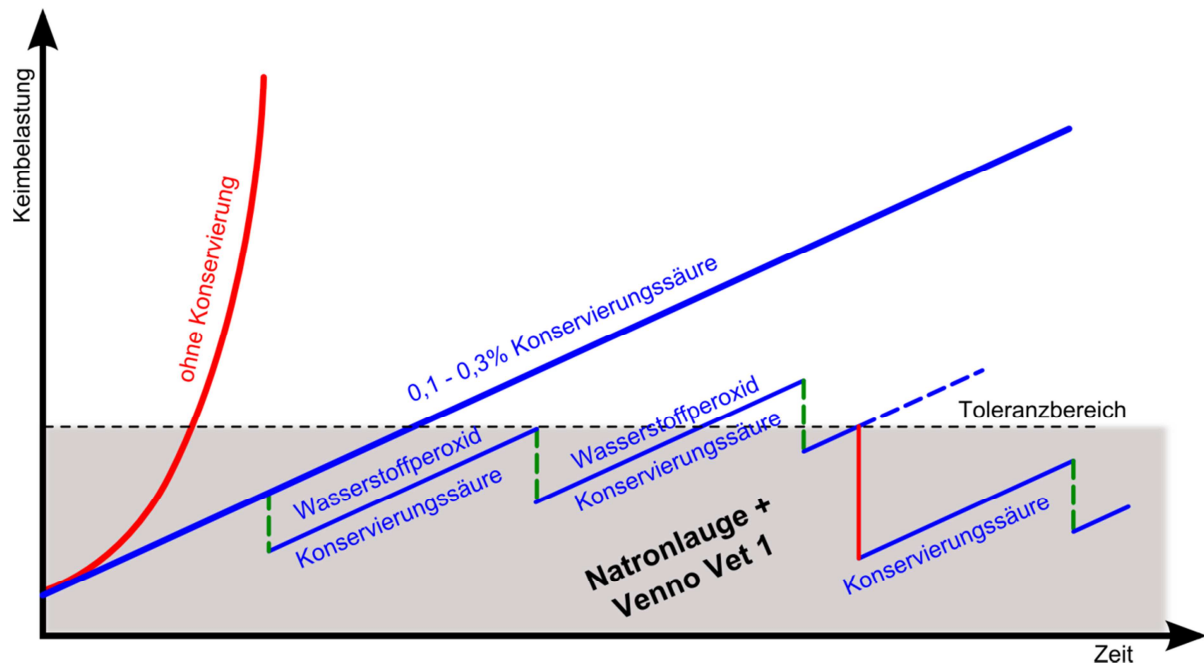 Keimbelastung
ohne Konservierung
0,1 - 0,3% Konservierungssäure
Toleranzbereich
Wasserstoffperoxid
Konservierungssäure
Wasserstoffperoxid
Konservierungssäure
Natronlauge +
Venno Vet 1
Konservierungssäure
Zeit